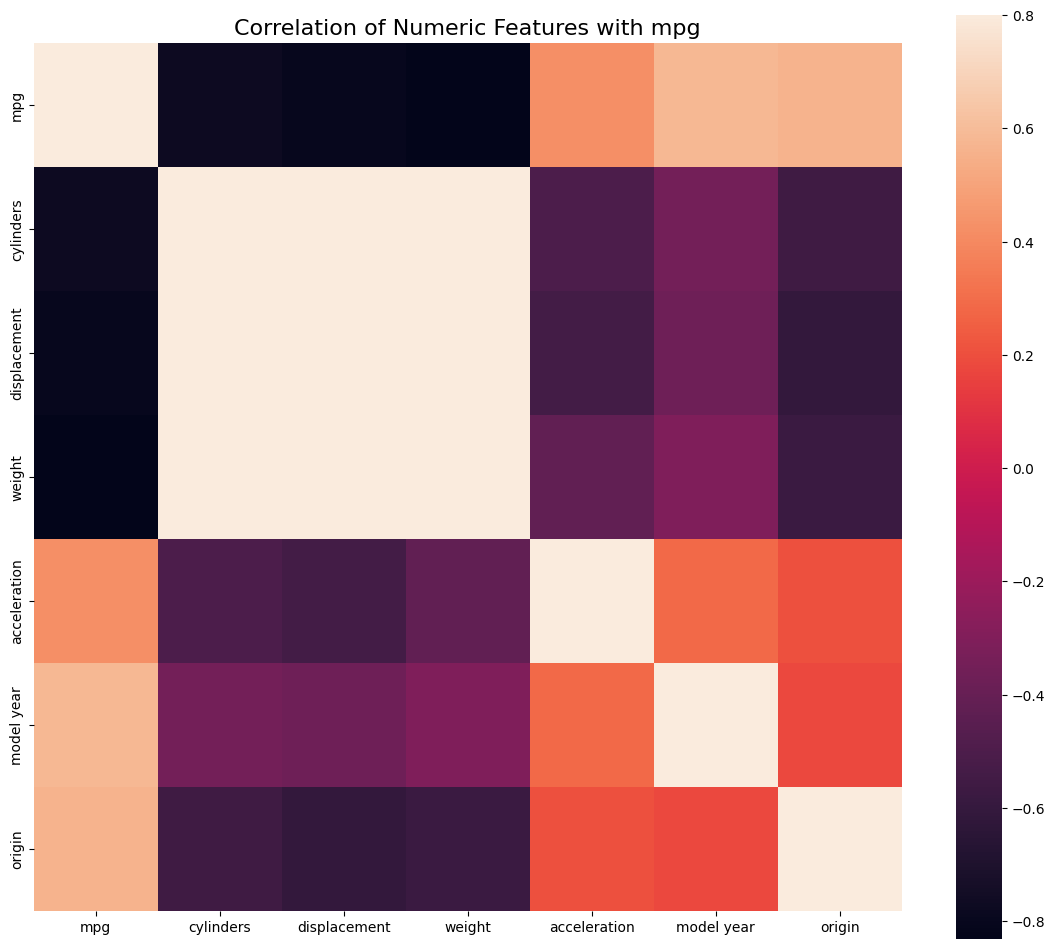 Correlation of Numeric Features with mpg
mpg
cylinders
displacement
weight
acceleration
model year
origin
mpg
cylinders
displacement
weight
acceleration
model year
origin
0.8
0.6
0.4
0.2
0.0
−0.2
−0.4
−0.6
−0.8